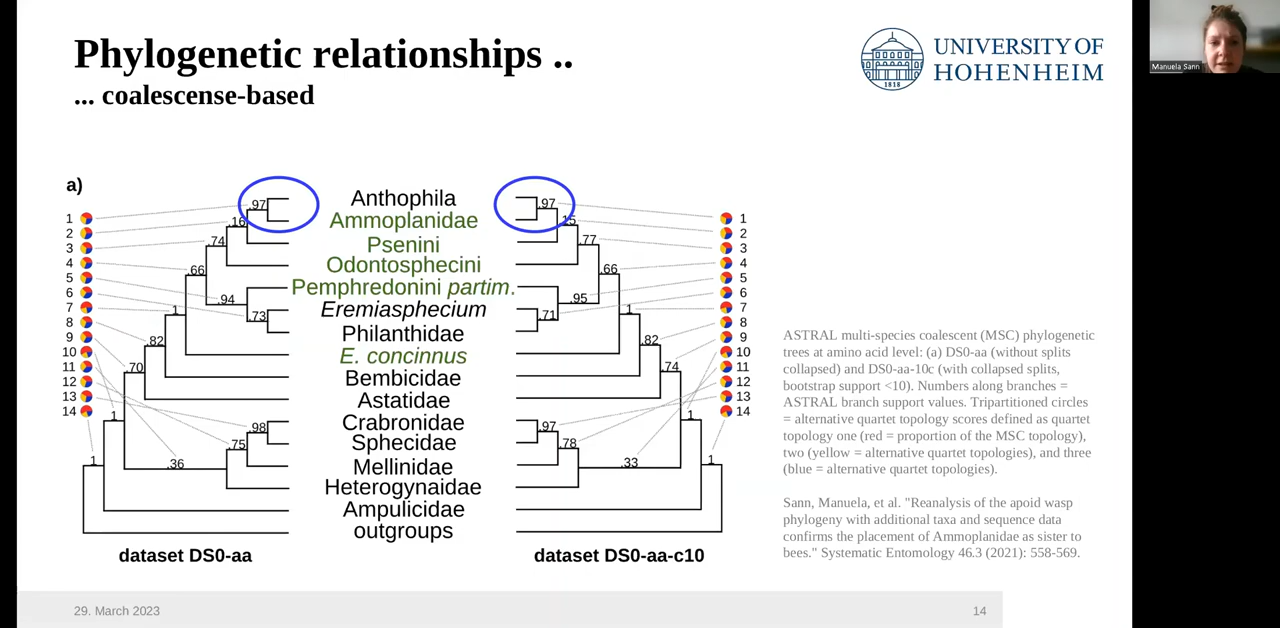 Phylogenetic relationships ..
... coalescense-based
UNIVERSITY OF
HOHENHEIM
1818
Manuela Sann
a)
1
2
3
4
5
6
7
8
9
10
11
12
13
14
.97
.16
.74
.66
.94
.73
1
.82
.70
1
.98
.75
.36
1
Anthophila
Ammoplanidae
Psenini
Odontosphecini
Pemphredonini partim.
Eremiasphecium
Philanthidae
E. concinnus
Bembicidae
Astatidae
Crabronidae
Sphecidae
Mellinidae
Heterogynaidae
Ampulicidae
outgroups
.97
.15
.77
.66
.95
.71
1
.82
.74
1
.97
.78
.33
1
1
2
3
4
5
6
7
8
9
10
11
12
13
14
dataset DS0-aa
dataset DS0-aa-c10
ASTRAL multi-species coalescent (MSC) phylogenetic
trees at amino acid level: (a) DS0-aa (without splits
collapsed) and DS0-aa-10c (with collapsed splits,
bootstrap support <10). Numbers along branches =
ASTRAL branch support values. Tripartitioned circles
= alternative quartet topology scores defined as quartet
topology one (red = proportion of the MSC topology),
two (yellow = alternative quartet topologies), and three
(blue = alternative quartet topologies).
Sann, Manuela, et al. "Reanalysis of the apoid wasp
phylogeny with additional taxa and sequence data
confirms the placement of Ammoplanidae as sister to
bees." Systematic Entomology 46.3 (2021): 558-569.
29. March 2023
14